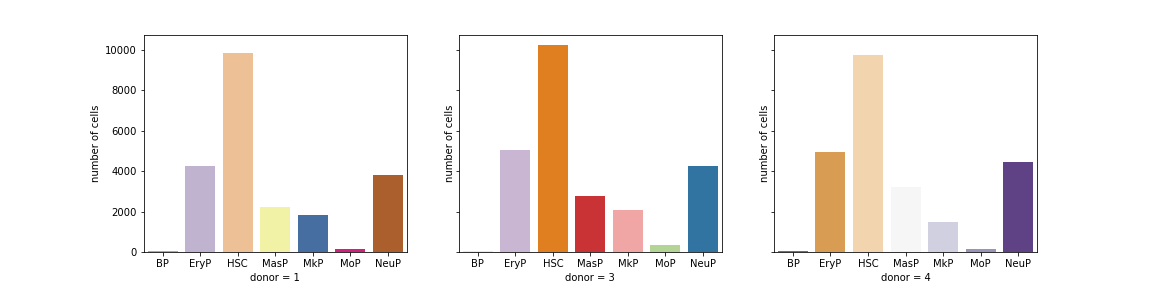 number of cells
10000
8000
6000
4000
2000
0
BP EryP HSC MasP MkP MoP NeuP
donor = 1
number of cells
BP EryP HSC MasP MkP MoP NeuP
donor = 3
number of cells
BP EryP HSC MasP MkP MoP NeuP
donor = 4